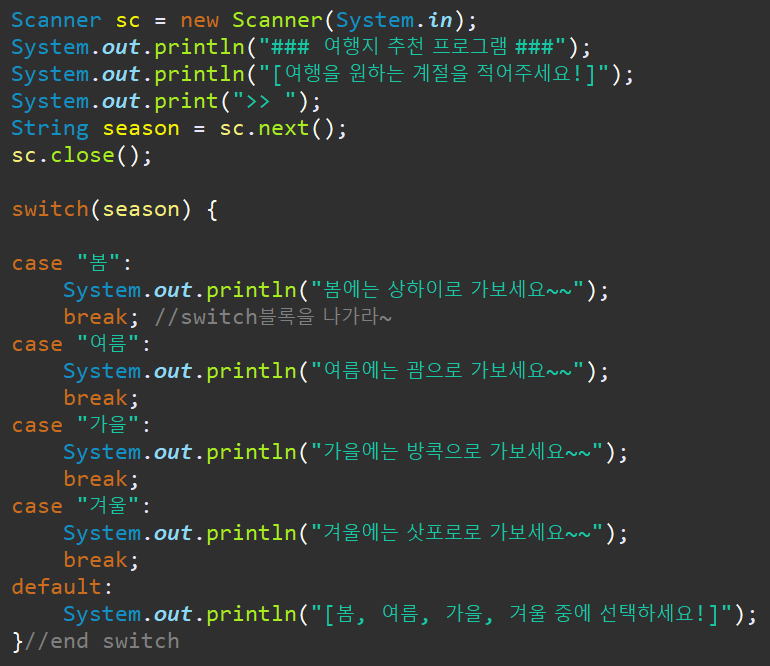 Scanner sc = new Scanner(System.in);
System.out.println("### 여행지 추천 프로그램 ###");
System.out.println("[여행을 원하는 계절을 적어주세요!]");
System.out.print(">> ");
String season = sc.next();
sc.close();
switch(season) {
case "봄":
System.out.println("봄에는 상하이로 가보세요~~");
break; //switch블록을 나가라~
case "여름":
System.out.println("여름에는 괌으로 가보세요~~");
break;
case "가을":
System.out.println("가을에는 방콕으로 가보세요~~");
break;
case "겨울":
System.out.println("겨울에는 삿포로로 가보세요~~");
break;
default:
System.out.println("[봄, 여름, 가을, 겨울 중에 선택하세요!]");
}//end switch